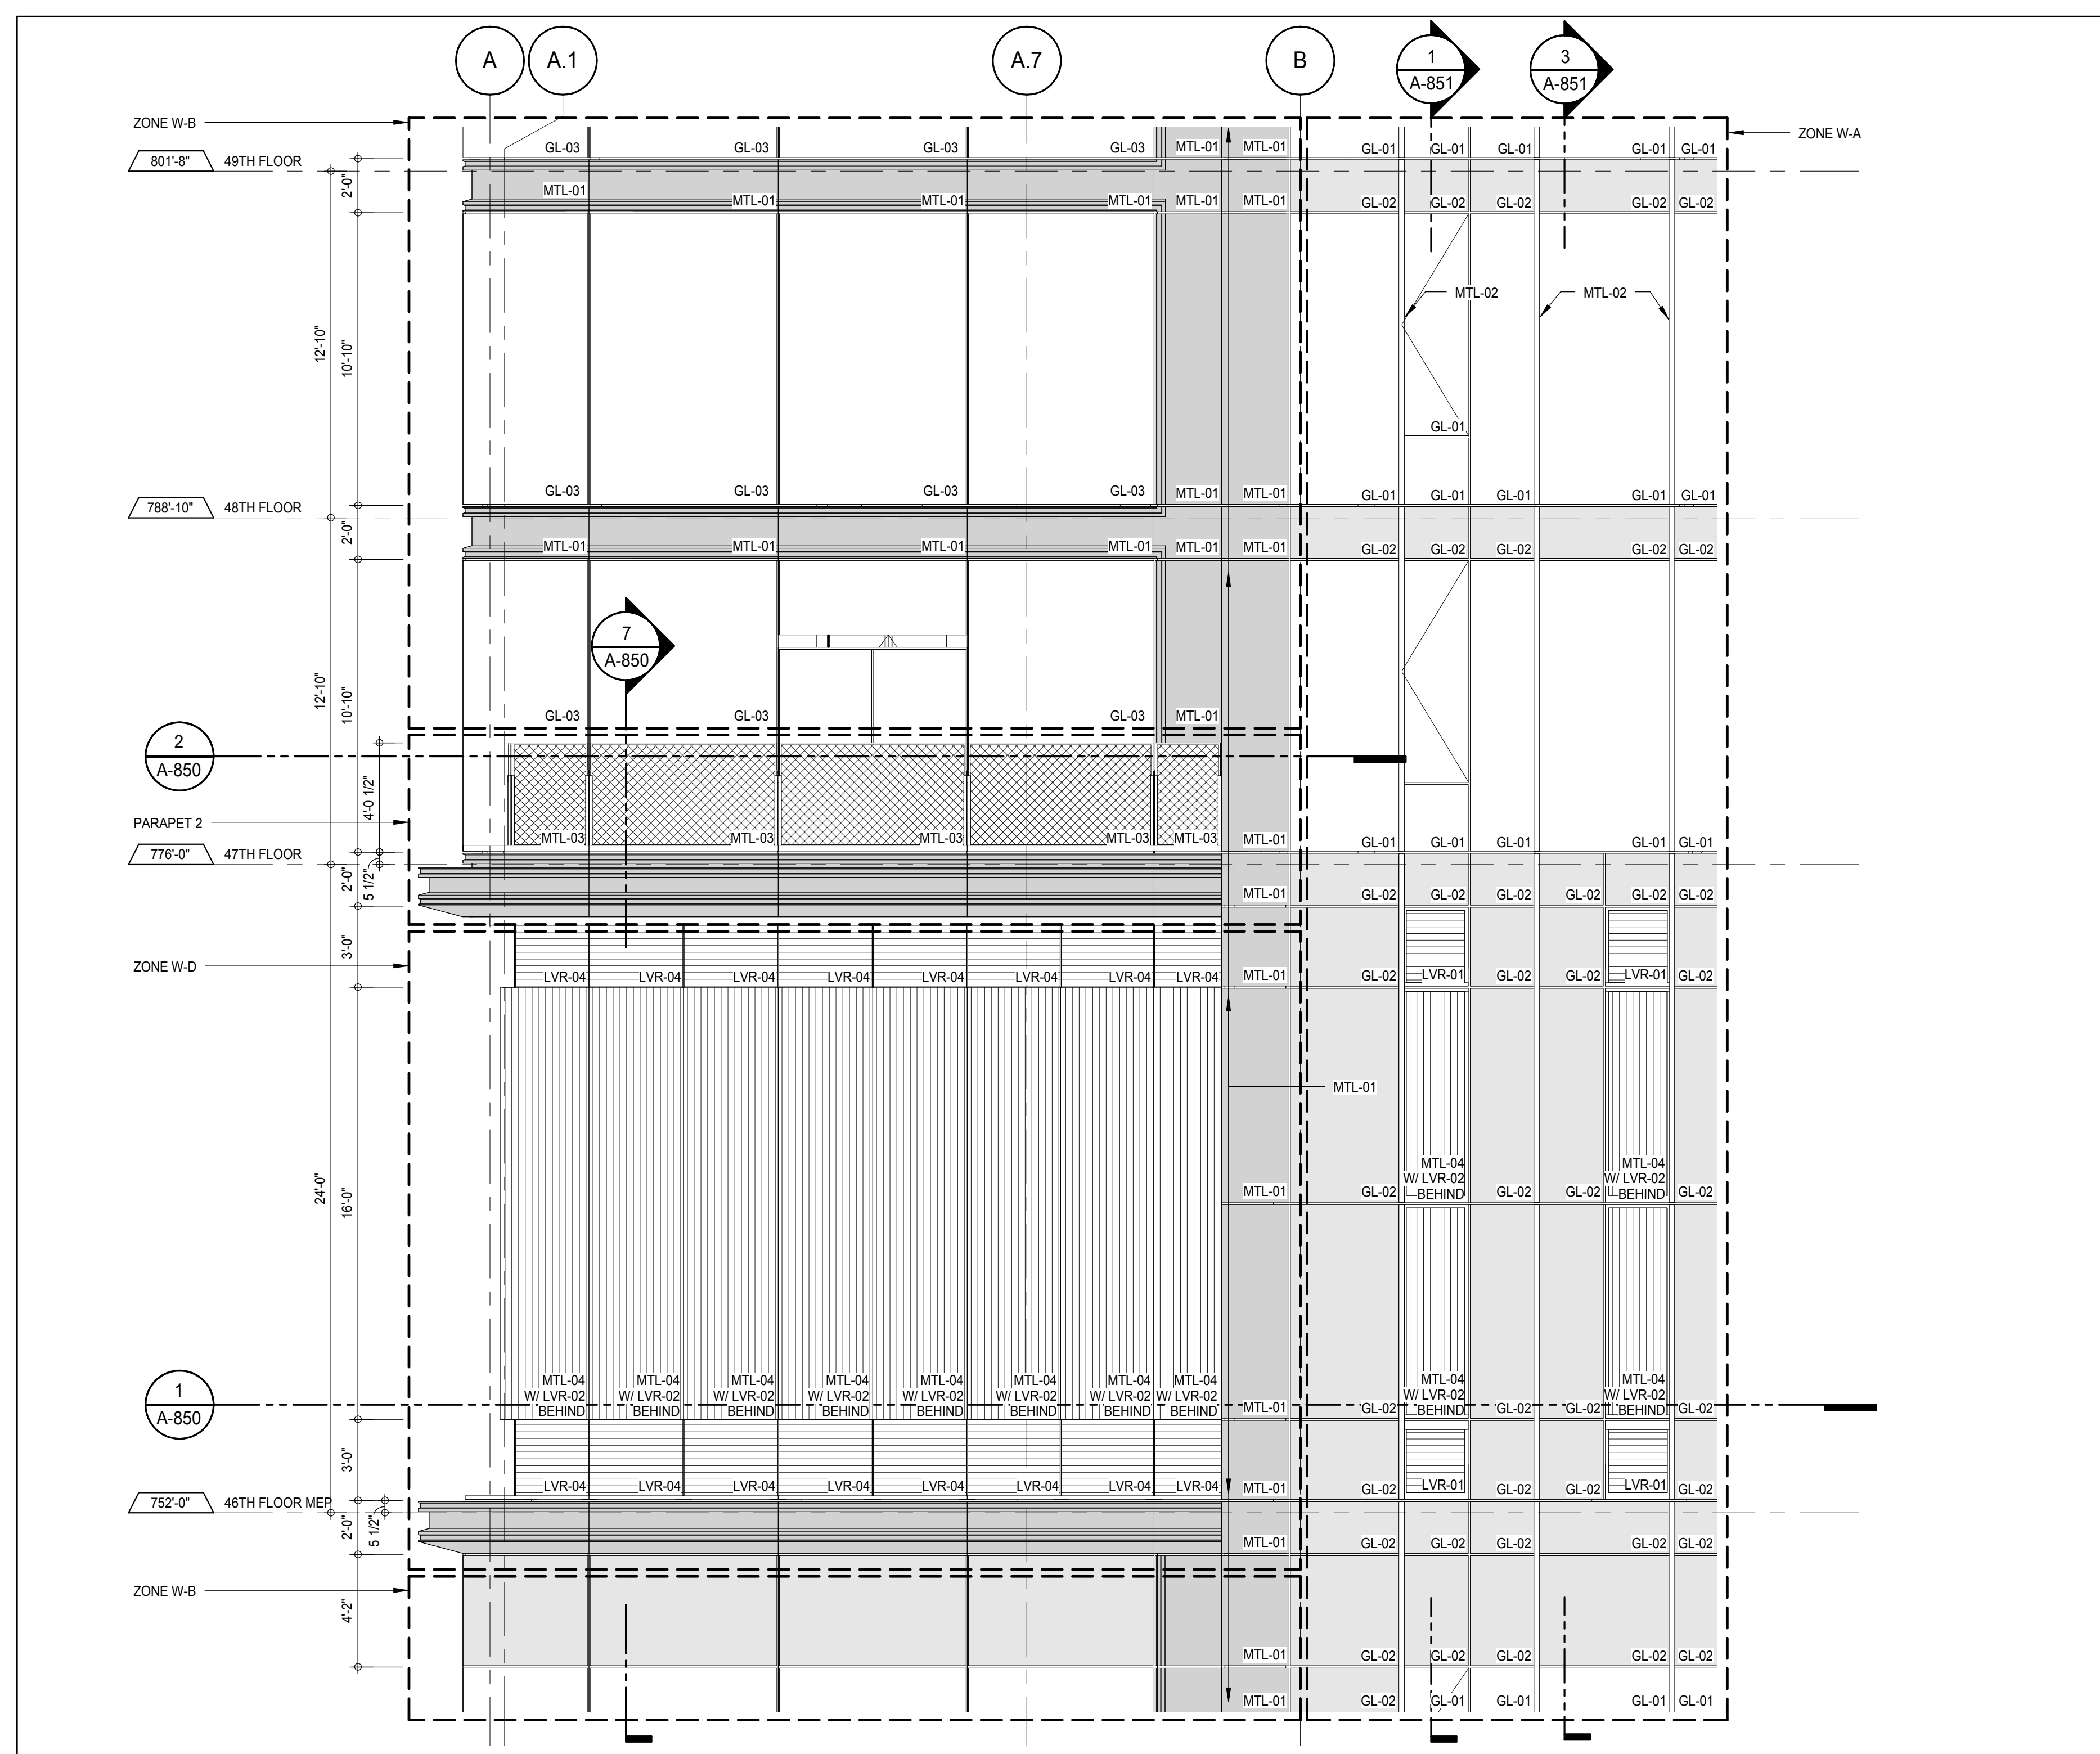 A A.1 A.7 B 1 3
A-851 A-851
ZONE W-B ZONE W-A
GL-03 GL-03 GL-03 GL-03 MTL-01 MTL-01 GL-01 GL-01 GL-01 GL-01 GL-01
801'-8" 49TH FLOOR
2'-0"
MTL-01 MTL-01 MTL-01 MTL-01 MTL-01 MTL-01 GL-02 GL-02 GL-02 GL-02 GL-02
MTL-02 MTL-02
12'-10" 10'-10"
GL-01
GL-03 GL-03 GL-03 GL-03 MTL-01 MTL-01 GL-01 GL-01 GL-01 GL-01 GL-01
788'-10" 48TH FLOOR
2'-0"
MTL-01 MTL-01 MTL-01 MTL-01 MTL-01 MTL-01 GL-02 GL-02 GL-02 GL-02 GL-02
7
A-850
12'-10" 10'-10"
GL-03 GL-03 GL-03 MTL-01
2
A-850
4'-0 1/2"
PARAPET 2
MTL-03 MTL-03 MTL-03 MTL-03 MTL-03 MTL-01 GL-01 GL-01 GL-01 GL-01 GL-01
776'-0" 47TH FLOOR
2'-0" 5 1/2"
MTL-01 GL-02 GL-02 GL-02 GL-02 GL-02 GL-02
3'-0"
ZONE W-D
LVR-04 LVR-04 LVR-04 LVR-04 LVR-04 LVR-04 LVR-04 LVR-04 MTL-01 GL-02 LVR-01 GL-02 GL-02 LVR-01 GL-02
MTL-01
24'-0" 16'-0"
MTL-04 MTL-04
W/ LVR-02 W/ LVR-02
BEHIND BEHIND
MTL-01 GL-02 GL-02 GL-02 GL-02
MTL-04 MTL-04 MTL-04 MTL-04 MTL-04 MTL-04 MTL-04 MTL-04 MTL-04 MTL-04
W/ LVR-02 W/ LVR-02 W/ LVR-02 W/ LVR-02 W/ LVR-02 W/ LVR-02 W/ LVR-02 W/ LVR-02 W/ LVR-02 W/ LVR-02
BEHIND BEHIND BEHIND BEHIND BEHIND BEHIND BEHIND BEHIND MTL-01 GL-02 BEHIND GL-02 GL-02 BEHIND GL-02
1
A-850
3'-0"
LVR-04 LVR-04 LVR-04 LVR-04 LVR-04 LVR-04 LVR-04 LVR-04 MTL-01 GL-02 LVR-01 GL-02 GL-02 LVR-01 GL-02
752'-0" 46TH FLOOR MEP
2'-0" 5 1/2"
MTL-01 GL-02 GL-02 GL-02 GL-02 GL-02
ZONE W-B
4'-2"
MTL-01 GL-02 GL-02 GL-02 GL-02 GL-02
MTL-01 GL-02 GL-01 GL-01 GL-01 GL-01